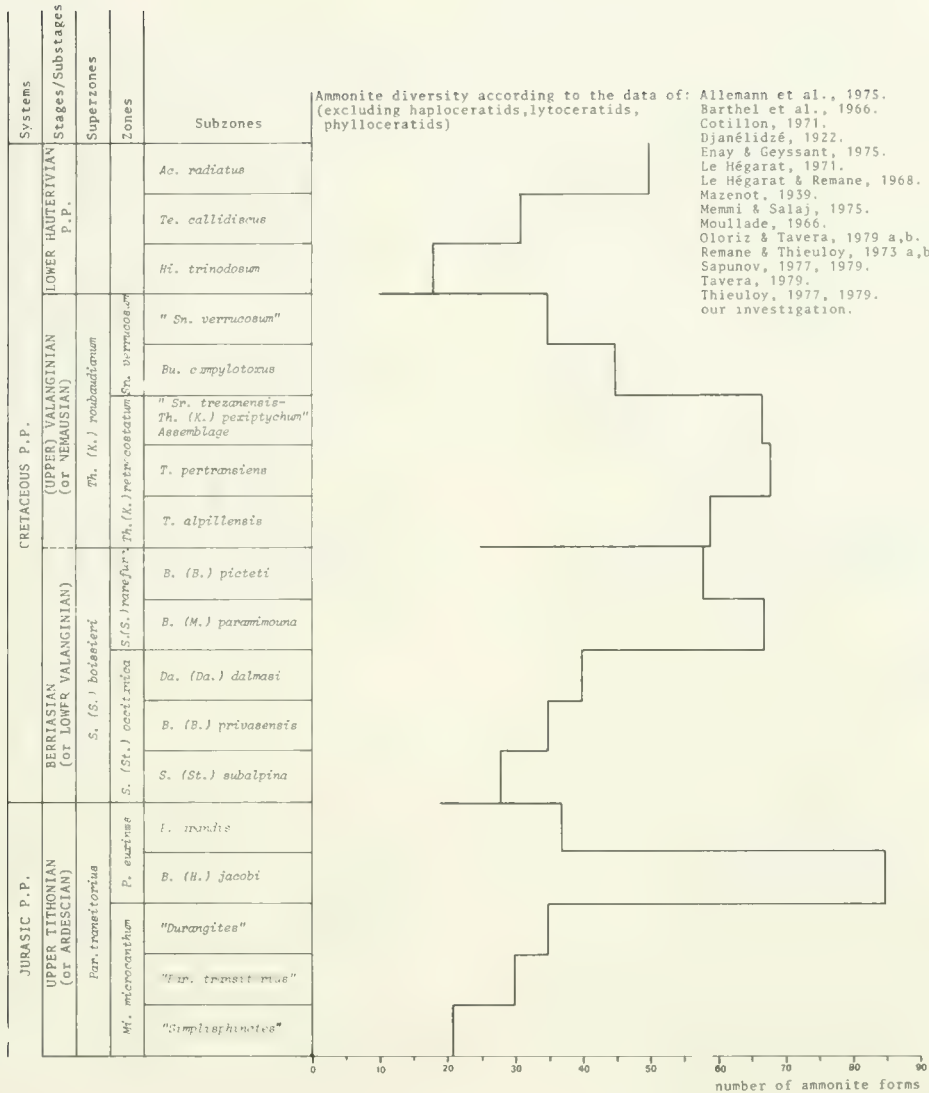 Systems
Stages/Substages
Superzones
Zones
Subzones
Ammonite diversity according to the data of:
(excluding haploceratids,lytoceratids,
phylloceratids)
Allemann et al., 1975.
Barthel et al., 1966.
Cotillon, 1971.
Djanélidzé, 1922.
Enay & Geyssant, 1975.
Le Hégarat, 1971.
Le Hégarat & Remane, 1968.
Mazenot, 1939.
Memmi & Salaj, 1975.
Moullade, 1966.
Oloriz & Tavera, 1979 a,b.
Remane & Thieuloy, 1973 a,b
Sapunov, 1977, 1979.
Tavera, 1979.
Thieuloy, 1977, 1979.
our investigation.
CRETACEOUS P.P.
JURASIC P.P.
LOWER HAUTERIVIAN
P.P.
(UPPER) VALANGINIAN
(or NEMAUSIAN)
BERRIASIAN
(or LOWER VALANGINIAN)
UPPER TITHONIAN
(or ARDESCIAN)
Th. (K.) roubaudianum
S. (S.) boissieri
Par. transitorius
Sn. verrucosum
Th.(K.)retrocostatum
S.(S.)rarefur
S. (St.) occitanica
P. euxinus
Mi. microcanthum
Ac. radiatus
Te. callidiscus
Hi. trinodosum
" Sn. verrucosum"
Bu. campylotoxus
" Sr. trezanensis-
Th. (K.) pexiptychum"
Assemblage
T. pertransiens
T. alpillensis
B. (B.) picteti
B. (M.) paramimouna
Da. (Da.) dalmasi
B. (B.) privasensis
S. (St.) subalpina
B. (H.) jacobi
"Durangites"
"Simplisphinctes"
0 10 20 30 40 50 60 70 80 90
number of ammonite forms